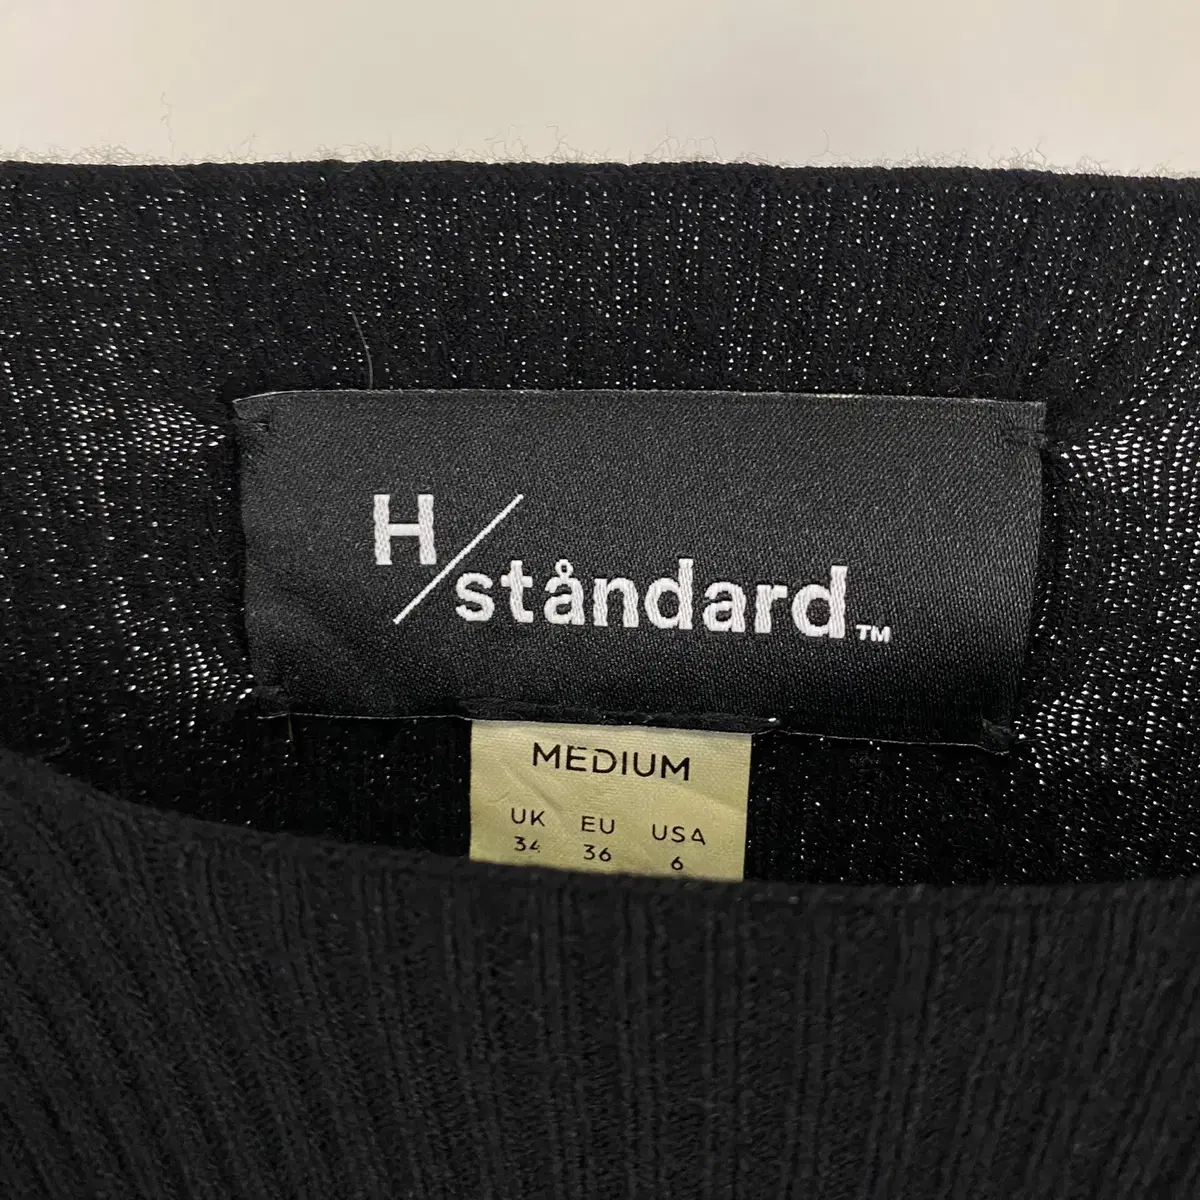 H/ståndard™
MEDIUM
UK EU USA
34 36 6